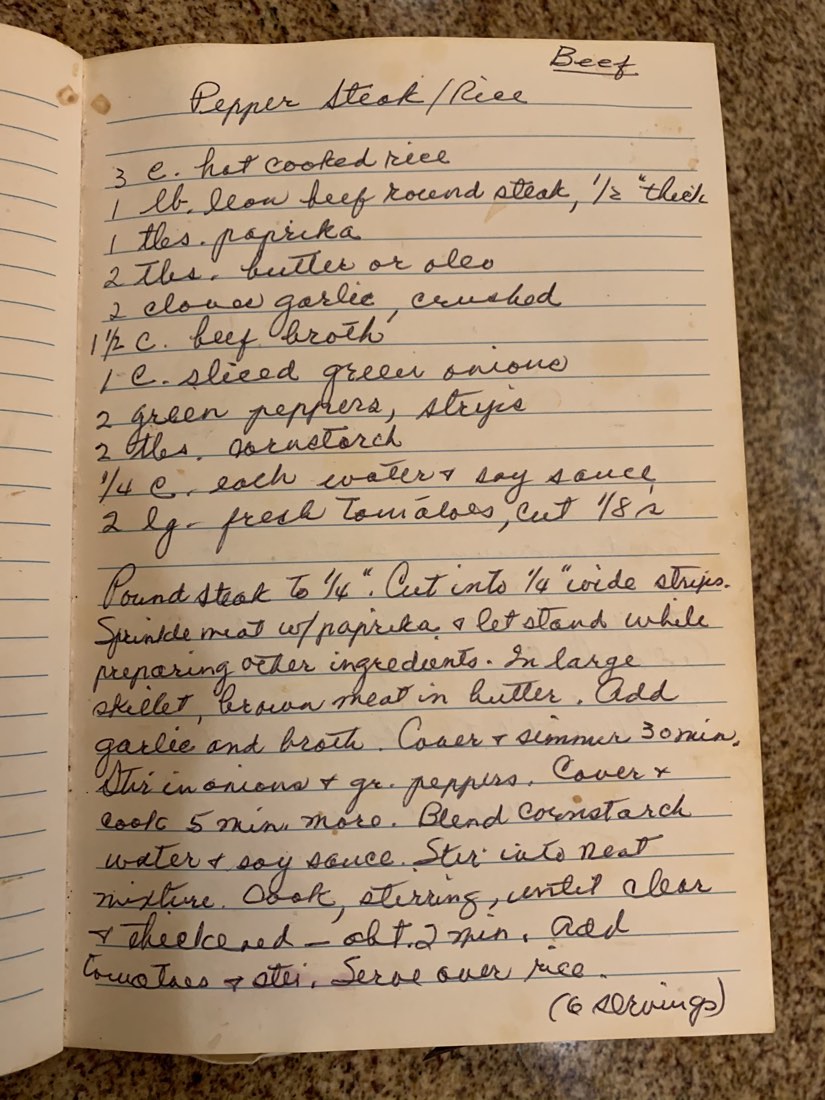 Beef
Pepper Steak/Rice
3 c. hot cooked rice
1 lb. lean beef round steak, 1/2 "thick
1 tbs. paprika
2 Tbs. butter or oleo
2 cloves garlic, crushed
1 1/2 c. beef broth
1 C. sliced green onions
2 green peppers, strips
2 tbs. cornstarch
1/4 c. each water & soy sauce
2 lg. fresh Tomatoes, cut 1/8's
Pound steak to 1/4". Cut into 1/4" wide strips.
Sprinkle meat w/paprika & let stand while
preparing other ingredients. In large
skillet, brown meat in butter. Add
garlic and broth. Cover & simmer 30 min.
Stir in onions & gr. peppers. Cover &
cook 5 min. more. Blend Cornstarch
water & soy sauce. Stir into meat
mixture. Cook, stirring, until clear
& thickened – abt. 2 min. Add
tomatoes & stir. Serve over rice.
(6 servings)